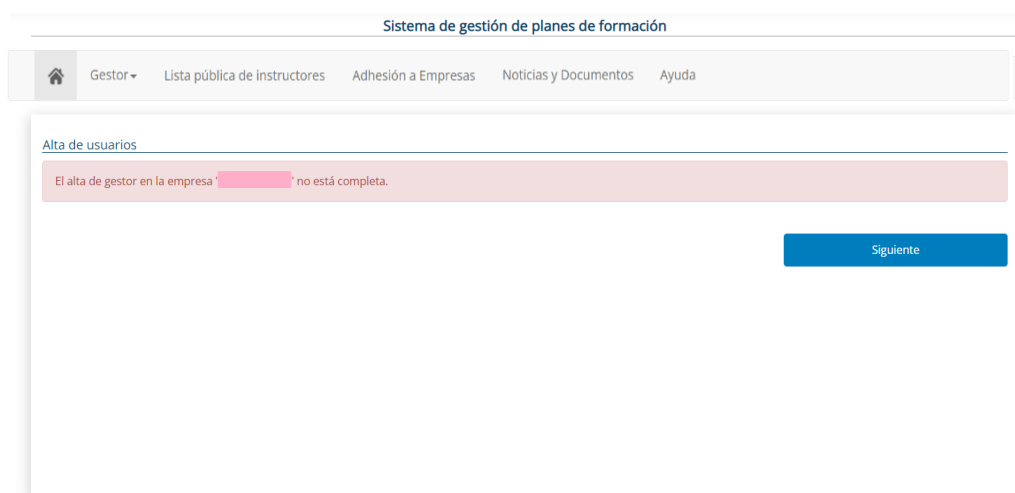 Sistema de gestión de planes de formación
Gestor Lista pública de instructores Adhesión a Empresas Noticias y Documentos Ayuda
Alta de usuarios
El alta de gestor en la empresa ' ' no está completa.
Siguiente